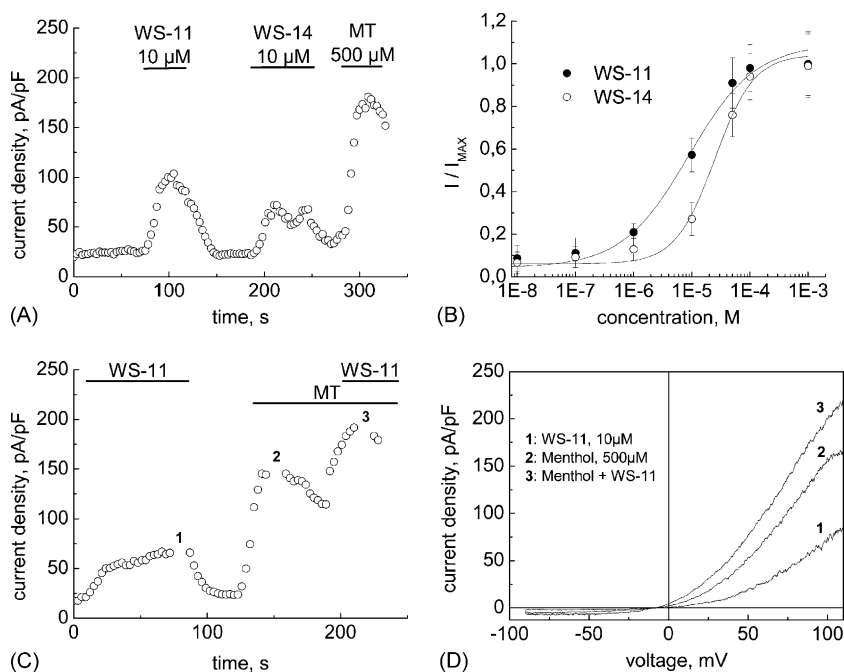 WS-11
10 µM
WS-14
10 µM
MT
500 µM
current density, pA/pF
250
200
150
100
50
0
0
100
200
300
time, s
(A)
1,2
1,0
0,8
0,6
0,4
0,2
0,0
I / I_MAX
WS-11
WS-14
1E-8
1E-7
1E-6
1E-5
1E-4
1E-3
concentration, M
(B)
WS-11
WS-11
MT
current density, pA/pF
250
200
150
100
50
0
1
2
3
0
100
200
time, s
(C)
current density, pA/pF
250
200
150
100
50
0
1: WS-11, 10µM
2: Menthol, 500µM
3: Menthol + WS-11
3
2
1
-100
-50
0
50
100
voltage, mV
(D)